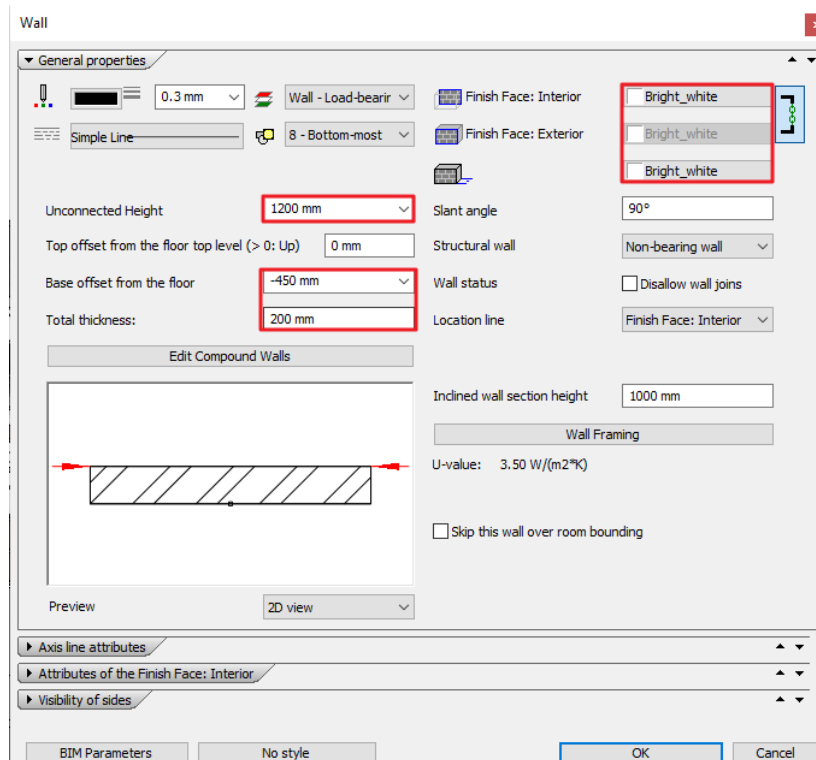 Wall
General properties
0.3 mm
Wall - Load-bearir
Finish Face: Interior
Bright_white
Simple Line
8 - Bottom-most
Finish Face: Exterior
Bright_white
Bright_white
Unconnected Height
1200 mm
Slant angle
90°
Top offset from the floor top level (> 0: Up)
0 mm
Structural wall
Non-bearing wall
Base offset from the floor
-450 mm
Wall status
Disallow wall joins
Total thickness:
200 mm
Location line
Finish Face: Interior
Edit Compound Walls
Inclined wall section height
1000 mm
Wall Framing
U-value: 3.50 W/(m2*K)
Skip this wall over room bounding
Preview
2D view
Axis line attributes
Attributes of the Finish Face: Interior
Visibility of sides
BIM Parameters
No style
OK
Cancel